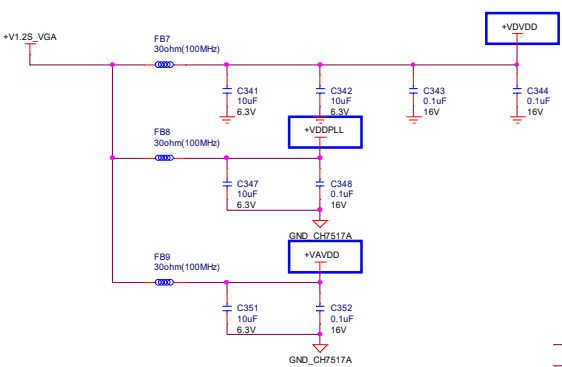 +VDVDD
+V1.2S_VGA
FB7
30ohm(100MHz)
C341
10uF
6.3V
C342
10uF
6.3V
C343
0.1uF
16V
C344
0.1uF
16V
+VDDPLL
FB8
30ohm(100MHz)
C347
10uF
6.3V
C348
0.1uF
16V
GND_CH7517A
+VAVDD
FB9
30ohm(100MHz)
C351
10uF
6.3V
C352
0.1uF
16V
GND_CH7517A